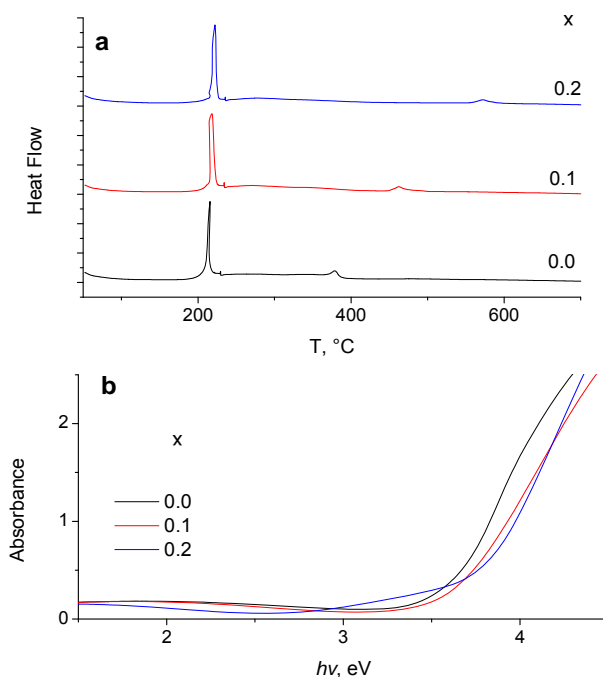 a
x
0.2
0.1
0.0
Heat Flow
200
400
600
T, °C
b
x
0.0
0.1
0.2
Absorbance
2
1
0
2
3
4
hν, eV